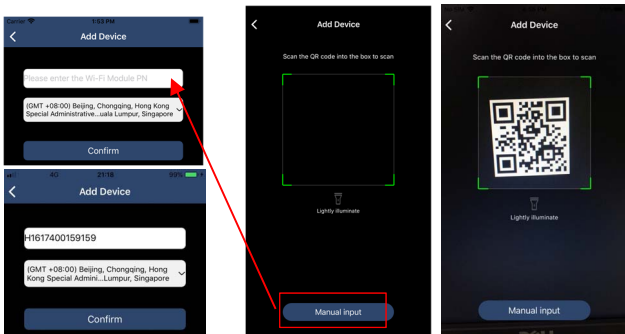 Carrier
1:53 PM
Add Device
Please enter the Wi-Fi Module PN
(GMT +08:00) Beijing, Chongqing, Hong Kong
Special Administrative...uala Lumpur, Singapore
Confirm
4G
21:18
99%
Add Device
H1617400159159
(GMT +08:00) Beijing, Chongqing, Hong
Kong Special Admini...Lumpur, Singapore
Confirm
Add Device
Scan the QR code into the box to scan
Lightly illuminate
Manual input
Add Device
Scan the QR code into the box to scan
Lightly illuminate
Manual input